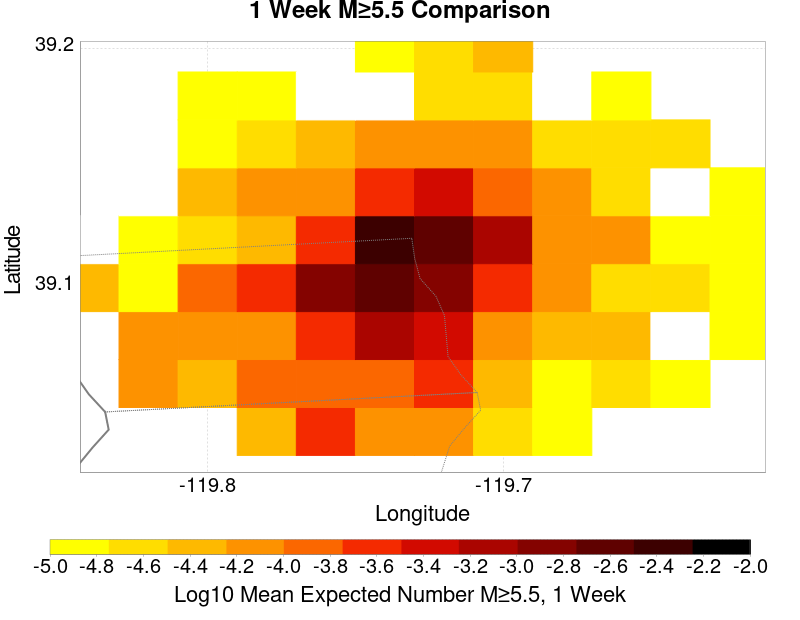 1 Week M≥5.5 Comparison
39.2
39.1
Latitude
-119.8 -119.7
Longitude
-5.0 -4.8 -4.6 -4.4 -4.2 -4.0 -3.8 -3.6 -3.4 -3.2 -3.0 -2.8 -2.6 -2.4 -2.2 -2.0
Log10 Mean Expected Number M≥5.5, 1 Week